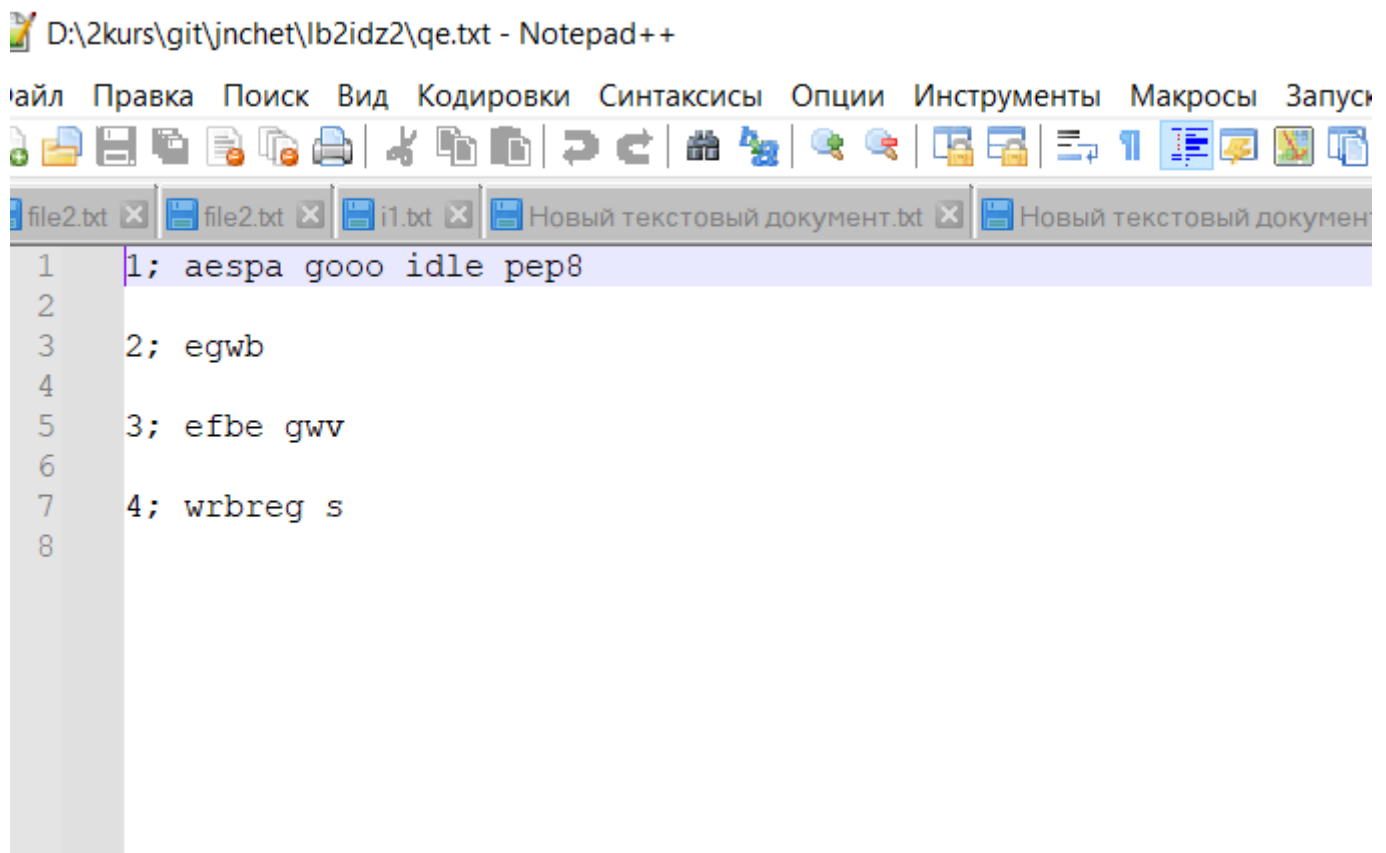 D:\2kurs\git\jnchet\lb2idz2\qe.txt - Notepad++
айл Правка Поиск Вид Кодировки Синтаксисы Опции Инструменты Макросы Запуск
file2.txt file2.txt i1.txt Новый текстовый документ.txt Новый текстовый докумен
1 1; aespa gooo idle pep8
2
3 2; egwb
4
5 3; efbe gwv
6
7 4; wrbreg s
8